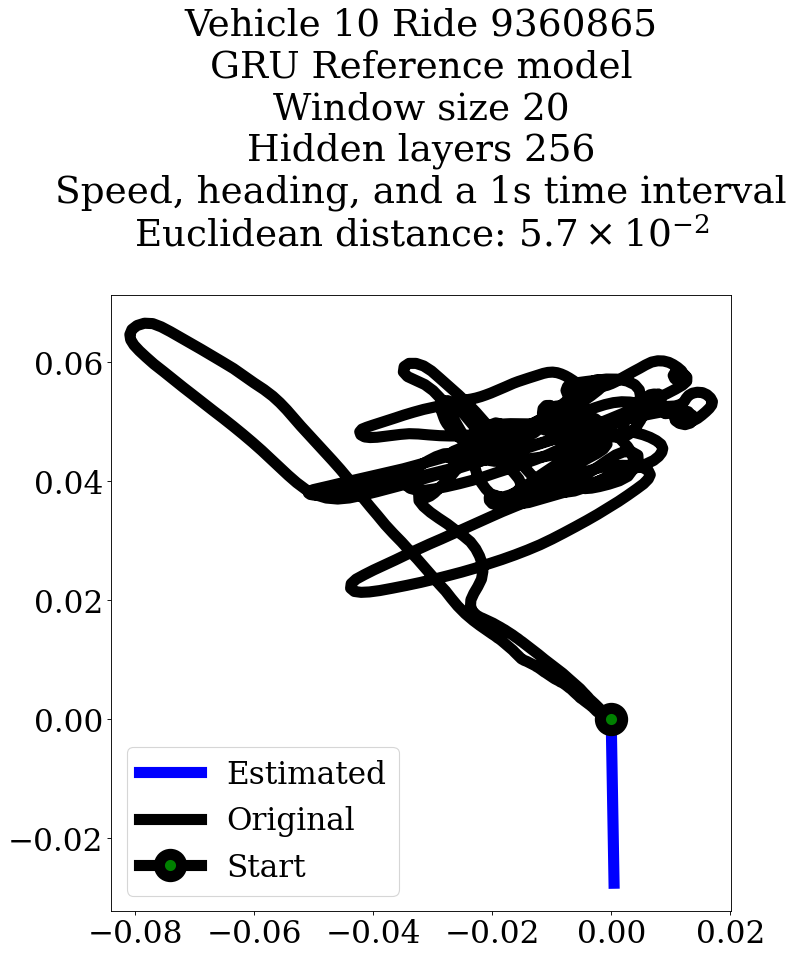 Vehicle 10 Ride 9360865
GRU Reference model
Window size 20
Hidden layers 256
Speed, heading, and a 1s time interval
Euclidean distance: 5.7 × 10⁻²
0.06
0.04
0.02
0.00
−0.02
Estimated
Original
Start
−0.08 −0.06 −0.04 −0.02 0.00 0.02